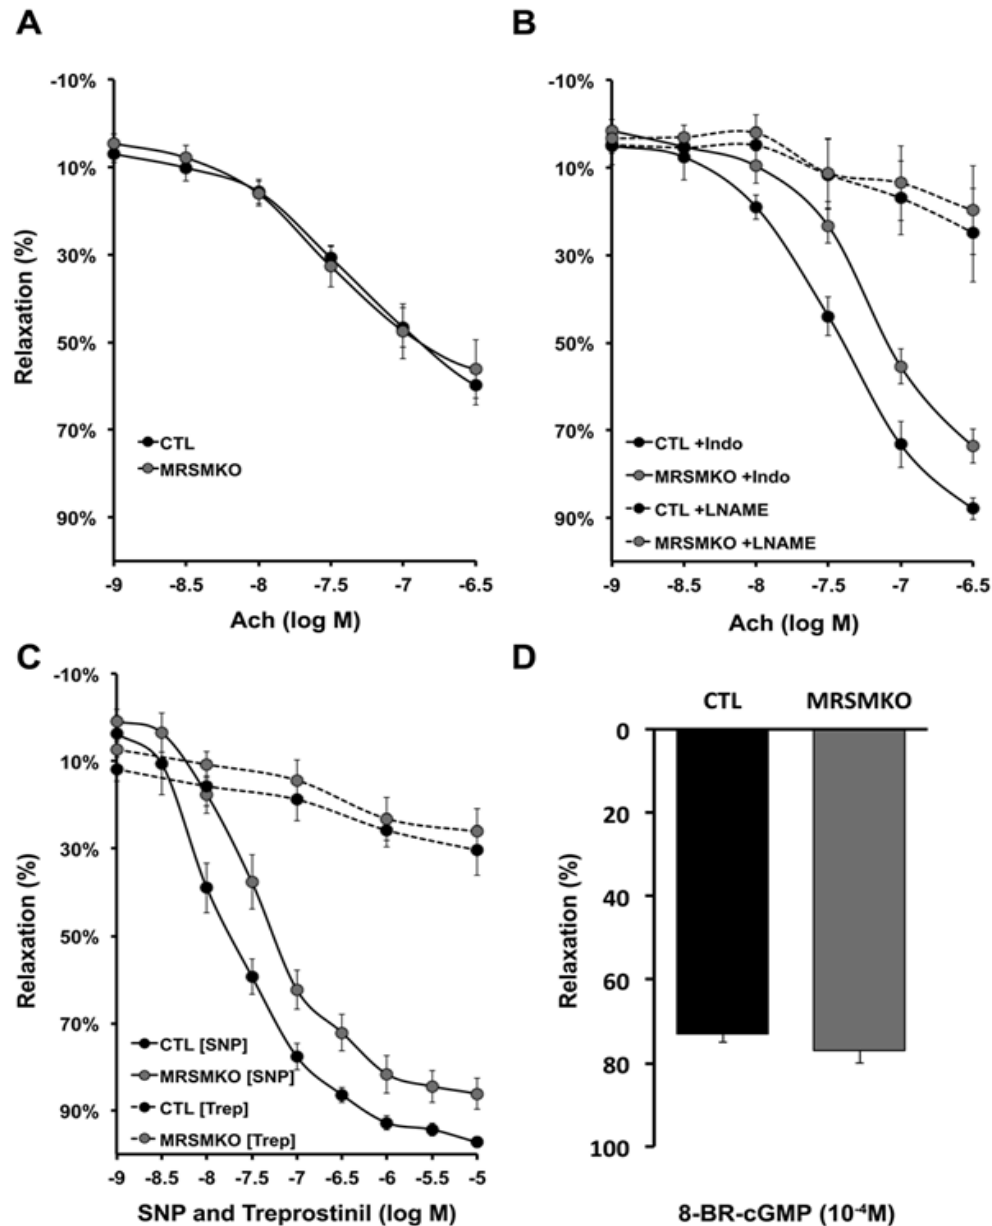 A
-10%
10%
30%
50%
70%
90%
Relaxation (%)
CTL
MRSMKO
-9 -8.5 -8 -7.5 -7 -6.5
Ach (log M)
B
-10%
10%
30%
50%
70%
90%
CTL +Indo
MRSMKO +Indo
CTL +LNAME
MRSMKO +LNAME
-9 -8.5 -8 -7.5 -7 -6.5
Ach (log M)
C
-10%
10%
30%
50%
70%
90%
Relaxation (%)
CTL [SNP]
MRSMKO [SNP]
CTL [Trep]
MRSMKO [Trep]
-9 -8.5 -8 -7.5 -7 -6.5 -6 -5.5 -5
SNP and Treprostinil (log M)
D
CTL MRSMKO
0
20
40
60
80
100
Relaxation (%)
8-BR-cGMP (10⁻⁴M)